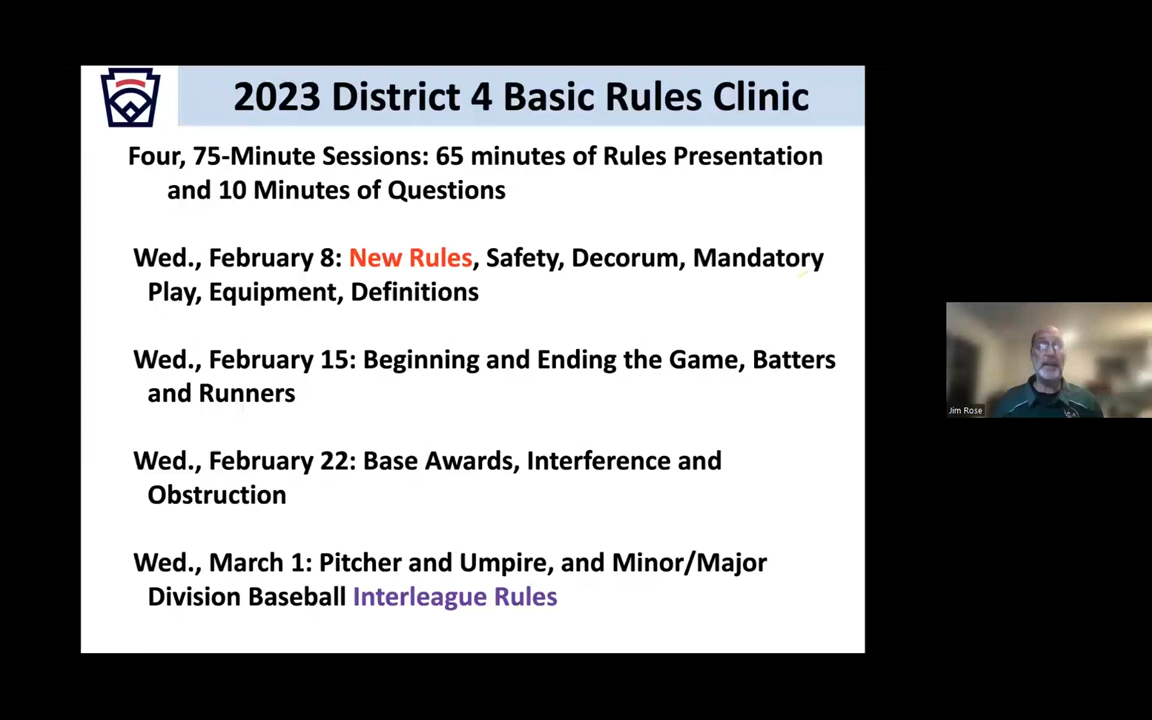 2023 District 4 Basic Rules Clinic
Four, 75-Minute Sessions: 65 minutes of Rules Presentation
and 10 Minutes of Questions
Wed., February 8: New Rules, Safety, Decorum, Mandatory
Play, Equipment, Definitions
Wed., February 15: Beginning and Ending the Game, Batters
and Runners
Wed., February 22: Base Awards, Interference and
Obstruction
Wed., March 1: Pitcher and Umpire, and Minor/Major
Division Baseball Interleague Rules
Jim Rose